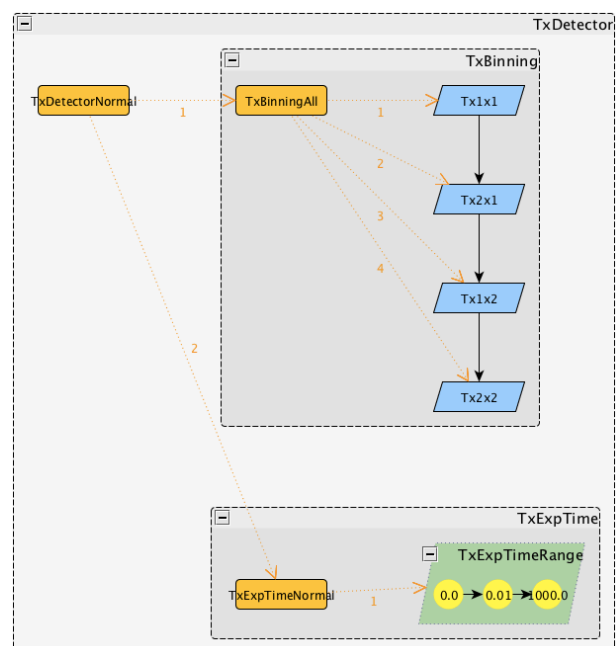 TxDetector
TxBinning
TxDetectorNormal
1
TxBinningAll
1
Tx1x1
2
Tx2x1
3
4
Tx1x2
2
Tx2x2
TxExpTime
TxExpTimeRange
TxExpTimeNormal
1
0.0
0.01
1000.0